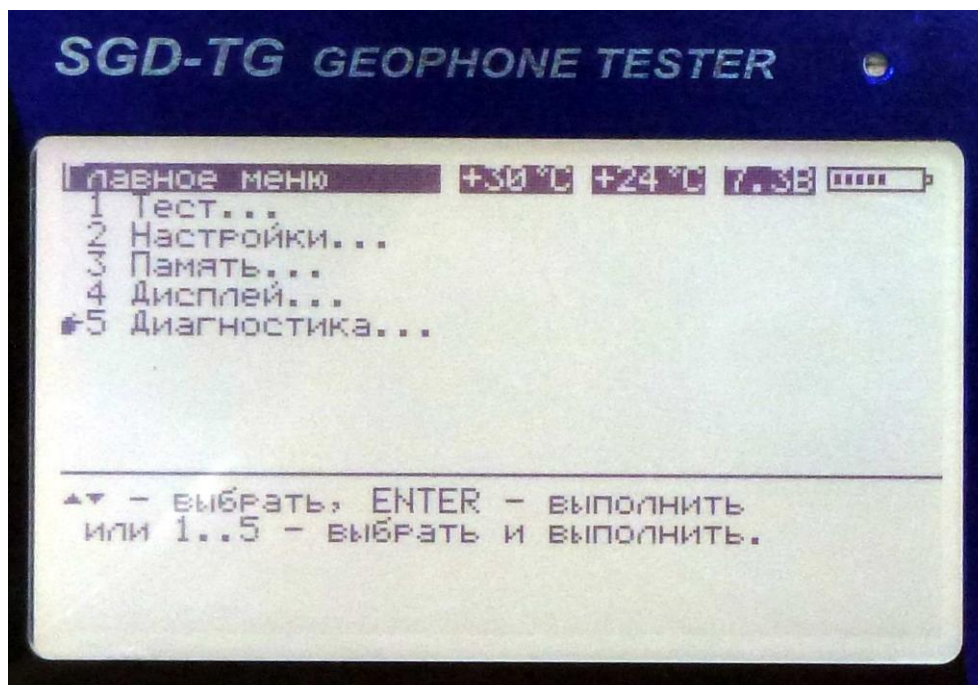 SGD-TG GEOPHONE TESTER
Главное меню +30°C +24°C 7.3В
1 Тест...
2 Настройки...
3 Память...
4 Дисплей...
5 Диагностика...
▲▼ - выбрать, ENTER - выполнить
или 1..5 - выбрать и выполнить.